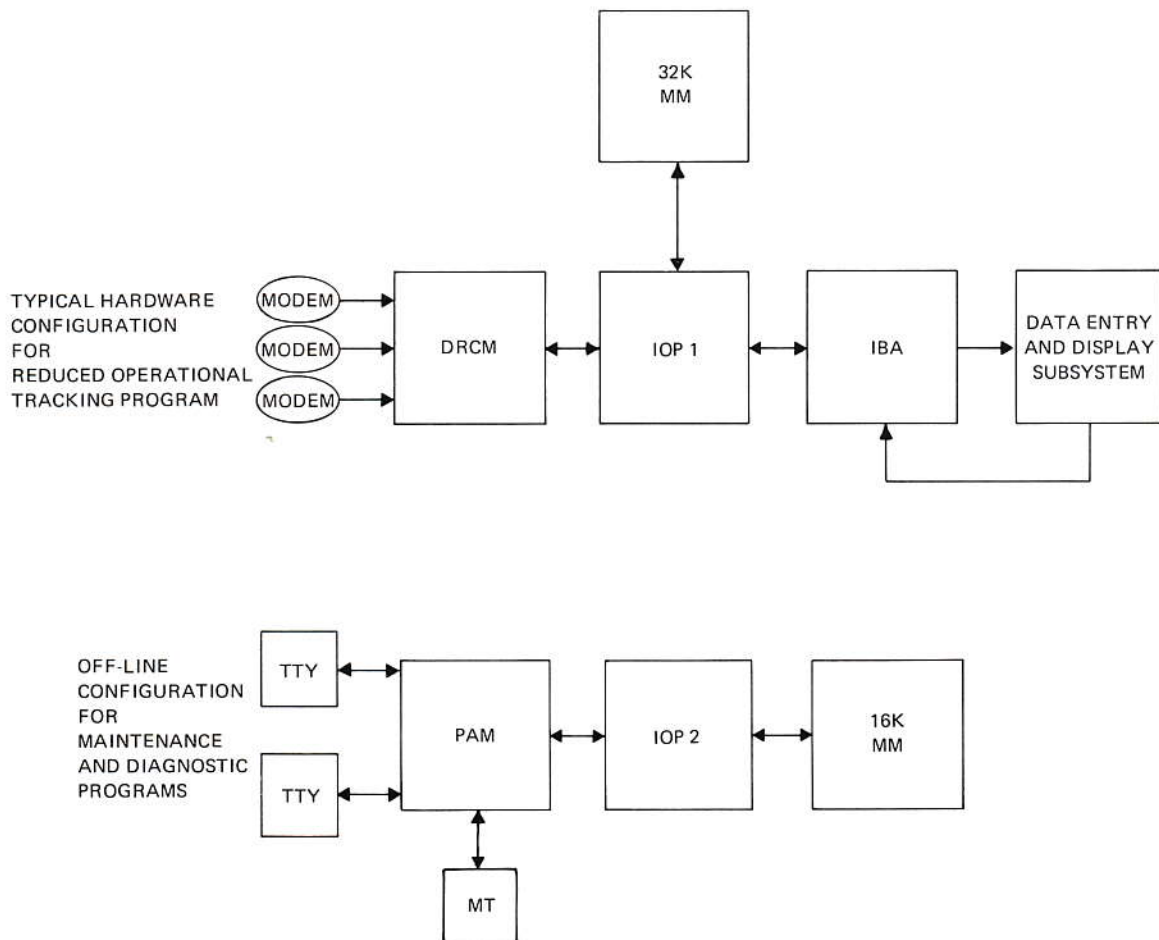 32K
MM
TYPICAL HARDWARE
CONFIGURATION
FOR
REDUCED OPERATIONAL
TRACKING PROGRAM
MODEM
MODEM
MODEM
DRCM
IOP 1
IBA
DATA ENTRY
AND DISPLAY
SUBSYSTEM
OFF-LINE
CONFIGURATION
FOR
MAINTENANCE
AND DIAGNOSTIC
PROGRAMS
TTY
TTY
PAM
IOP 2
16K
MM
MT